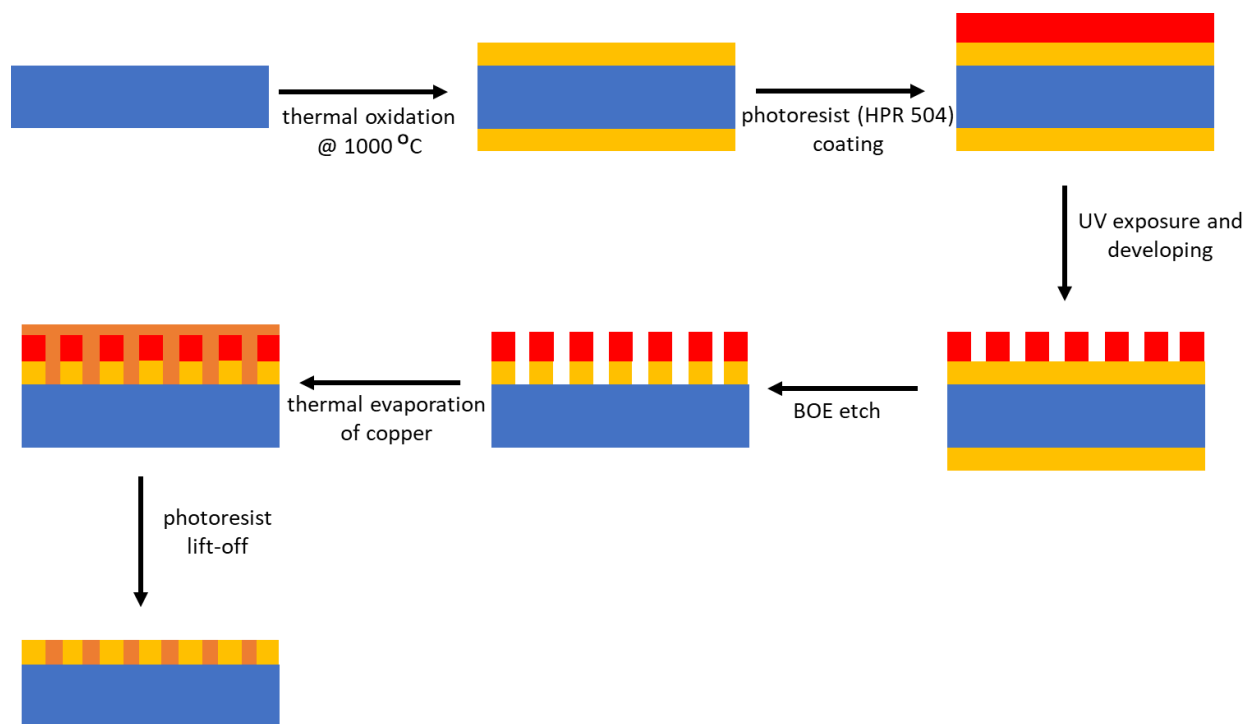 thermal oxidation
@ 1000 °C
photoresist (HPR 504)
coating
UV exposure and
developing
BOE etch
thermal evaporation
of copper
photoresist
lift-off